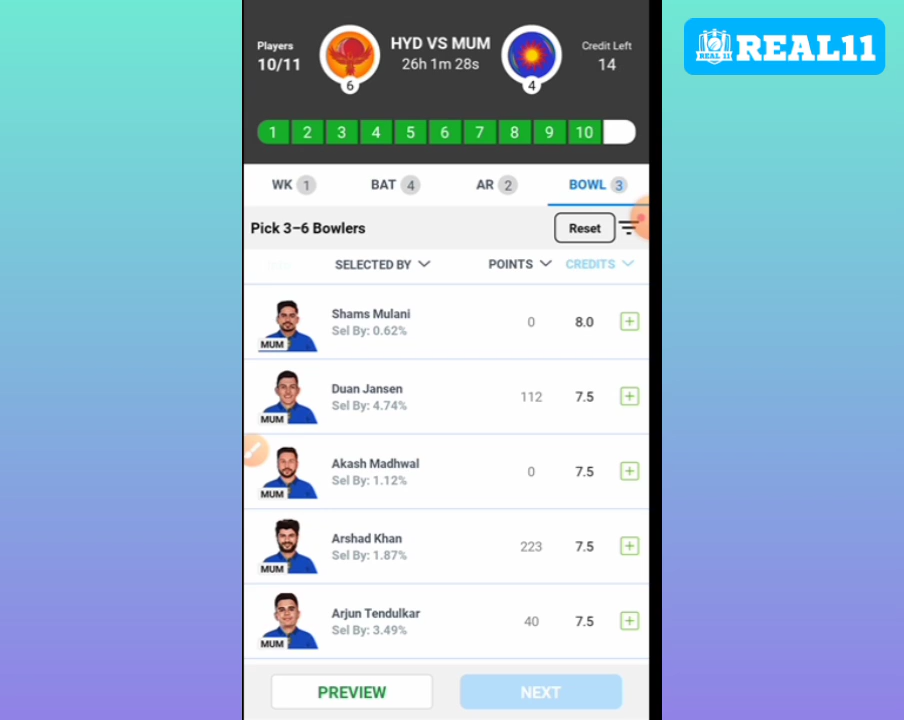 REAL 11 REAL11
Players
10/11
6
HYD VS MUM
26h 1m 28s
4
Credit Left
14
1 2 3 4 5 6 7 8 9 10
WK 1 BAT 4 AR 2 BOWL 3
Pick 3-6 Bowlers
Reset
SELECTED BY POINTS CREDITS
Shams Mulani
Sel By: 0.62%
0 8.0
MUM
Duan Jansen
Sel By: 4.74%
112 7.5
MUM
Akash Madhwal
Sel By: 1.12%
0 7.5
MUM
Arshad Khan
Sel By: 1.87%
223 7.5
MUM
Arjun Tendulkar
Sel By: 3.49%
40 7.5
MUM
PREVIEW NEXT